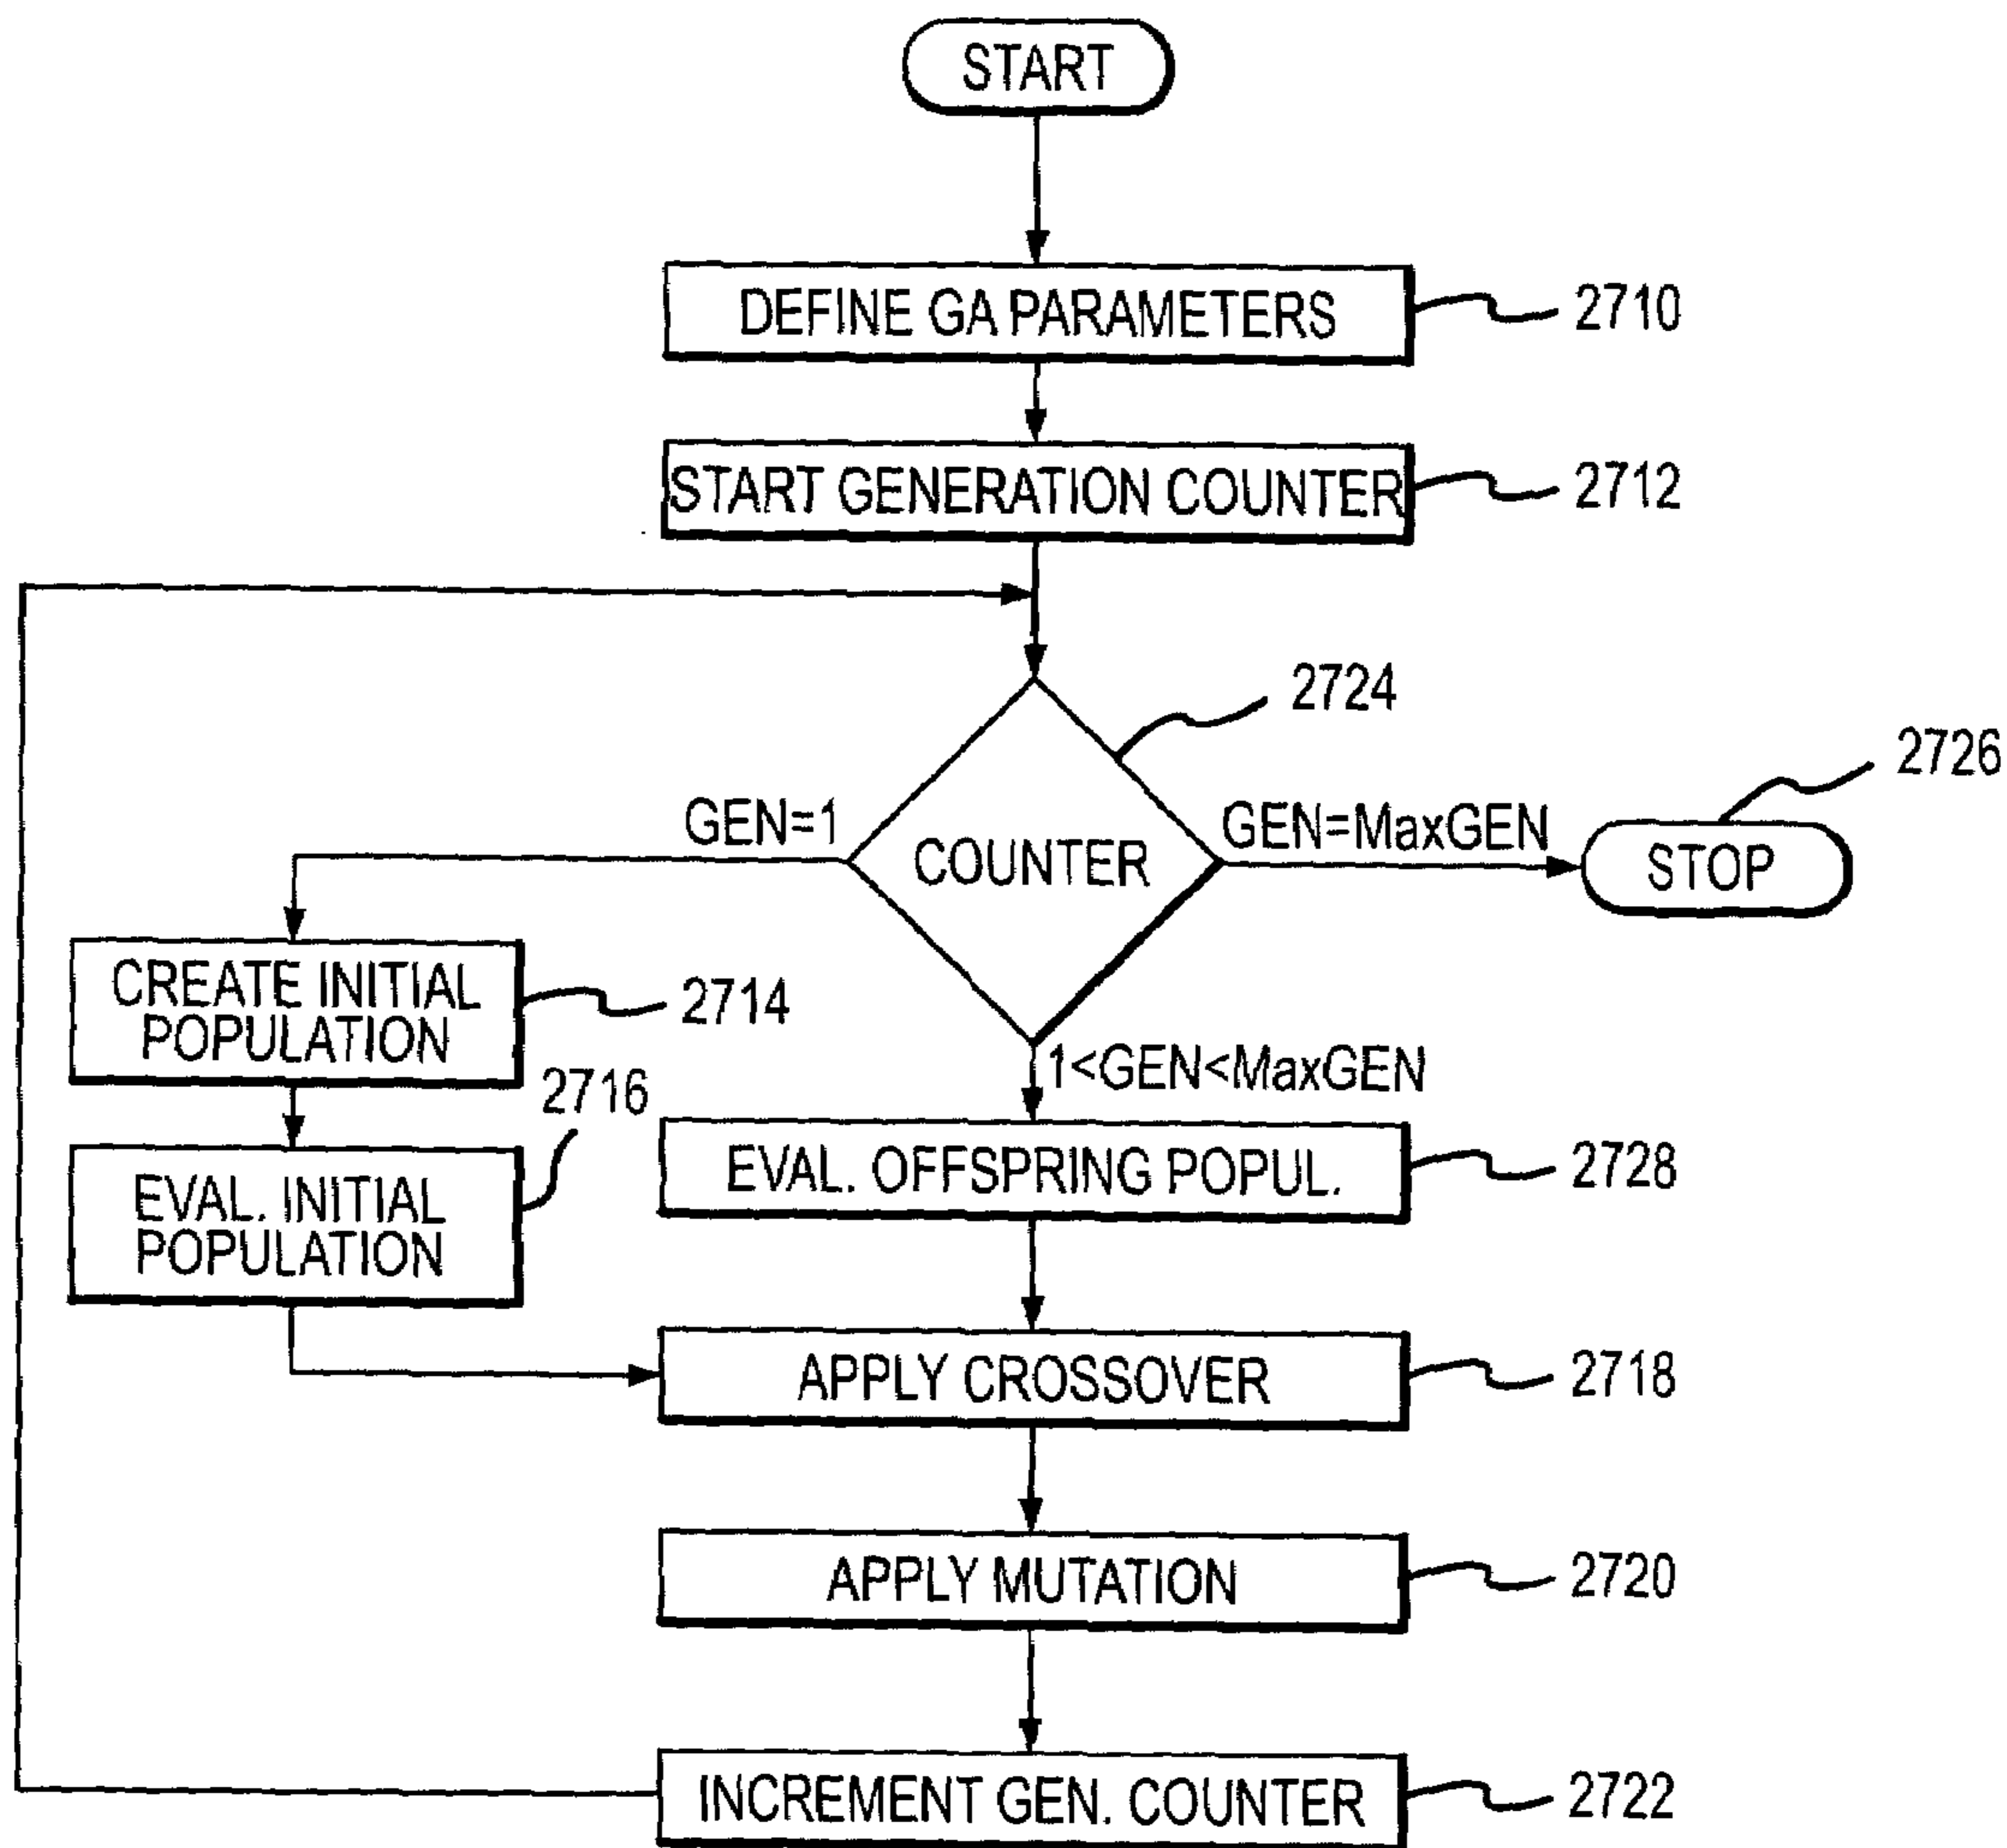 START
DEFINE GA PARAMETERS
2710
START GENERATION COUNTER
2712
2724
2726
GEN=1
COUNTER
GEN=MaxGEN
STOP
CREATE INITIAL
POPULATION
2714
1<GEN<MaxGEN
2716
EVAL. INITIAL
POPULATION
EVAL. OFFSPRING POPUL.
2728
APPLY CROSSOVER
2718
APPLY MUTATION
2720
INCREMENT GEN. COUNTER
2722